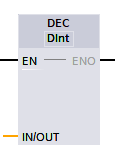 DEC
DInt
EN ENO
IN/OUT